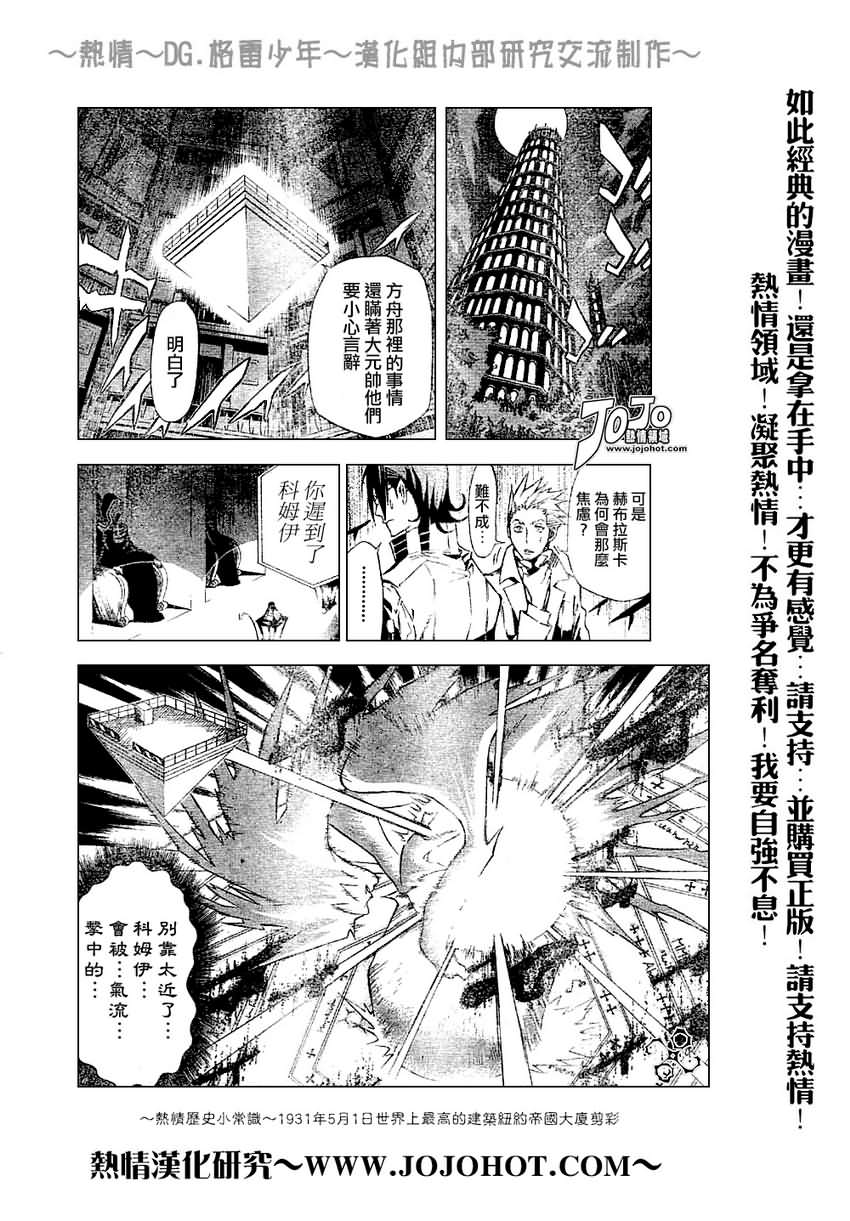 ～熱情～DG.格雷少年～漢化組內部研究交流制作～
如此經典的漫畫！還是拿在手中…才更有感覺…請支持…並購買正版！請支持熱情！
熱情領域！凝聚熱情！不為爭名奪利！我要自強不息！
方舟那裡的事情
還瞞著大元帥他們
要小心言辭
明白了
JOJO
熱情領域
www.jojohot.com
可是
赫布拉斯卡
為何會那麼
焦慮？
難不成…
………
你遲到了
科姆伊
別靠太近了…
科姆伊…
會被…氣流…
擊中的…
～熱情歷史小常識～1931年5月1日世界上最高的建築紐約帝國大廈剪彩
熱情漢化研究～WWW.JOJOHOT.COM～